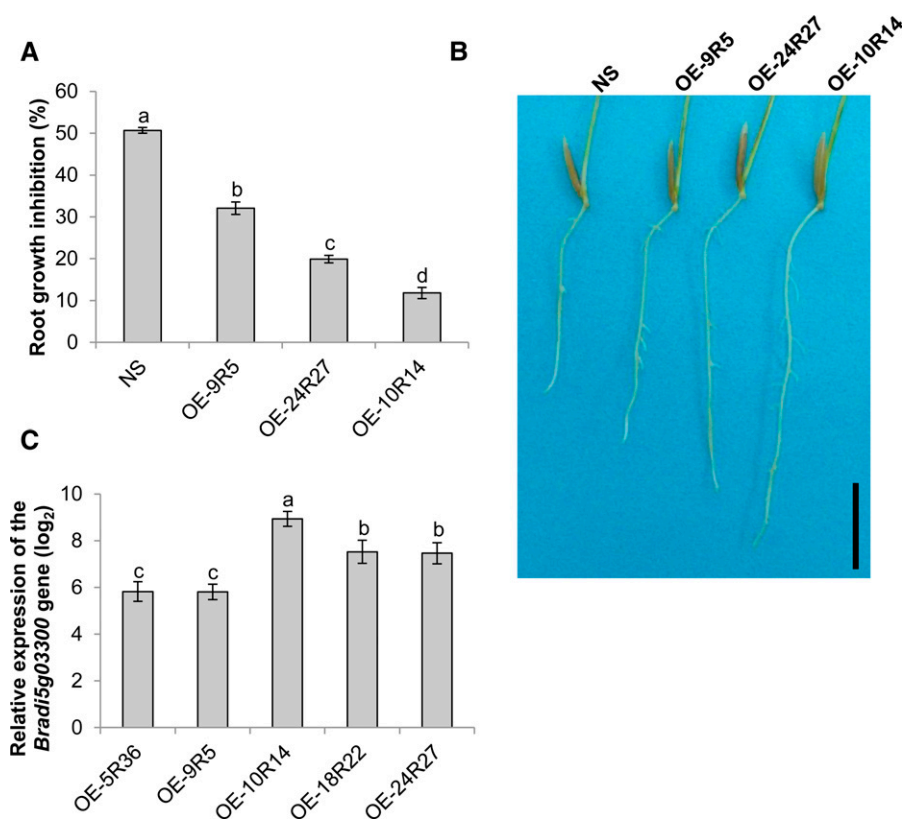 A
Root growth inhibition (%)
60
50
40
30
20
10
0
a
b
c
d
NS
OE-9R5
OE-24R27
OE-10R14
B
NS
OE-9R5
OE-24R27
OE-10R14
C
Relative expression of the
Bradi5g03300 gene (log2)
10
8
6
4
2
0
c
c
a
b
b
OE-5R36
OE-9R5
OE-10R14
OE-18R22
OE-24R27